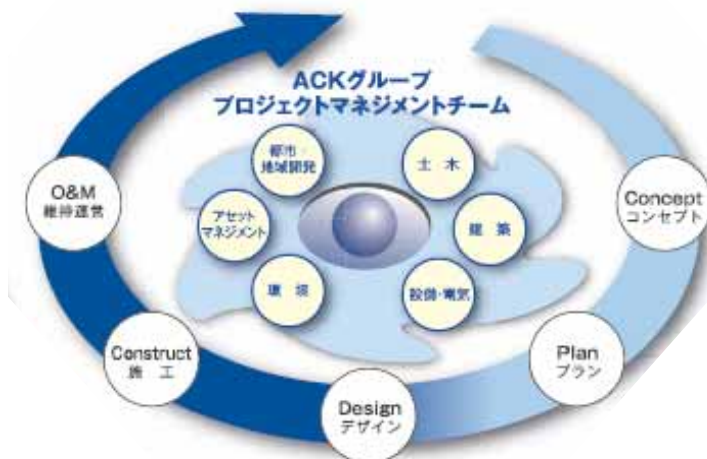 ACKグループ
プロジェクトマネジメントチーム
都市・
地域開発
土木
アセット
マネジメント
建築
環境
設備・電気
Concept
コンセプト
Plan
プラン
Design
デザイン
Construct
施工
O&M
維持運営